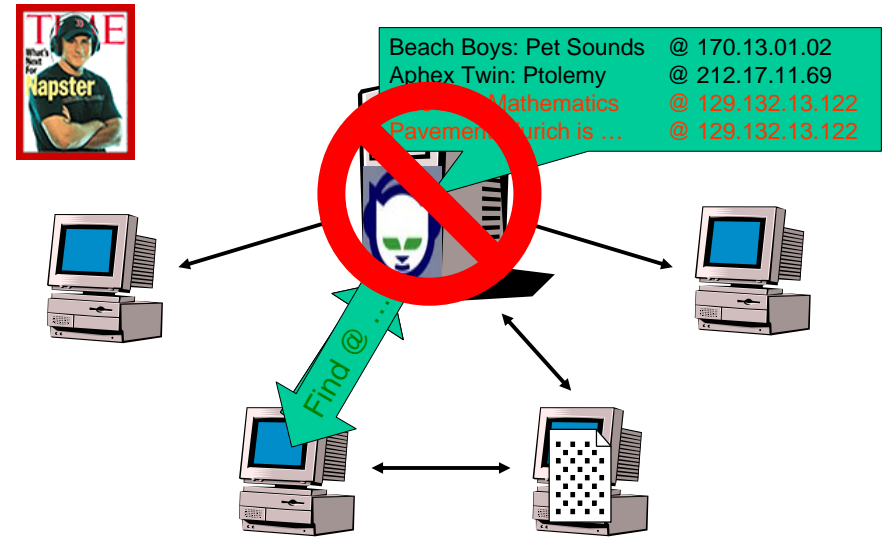 TIME
What's
Next
For
Napster
Beach Boys: Pet Sounds @ 170.13.01.02
Aphex Twin: Ptolemy @ 212.17.11.69
Mathematics @ 129.132.13.122
Pavement: Zurich is … @ 129.132.13.122
Find @ …